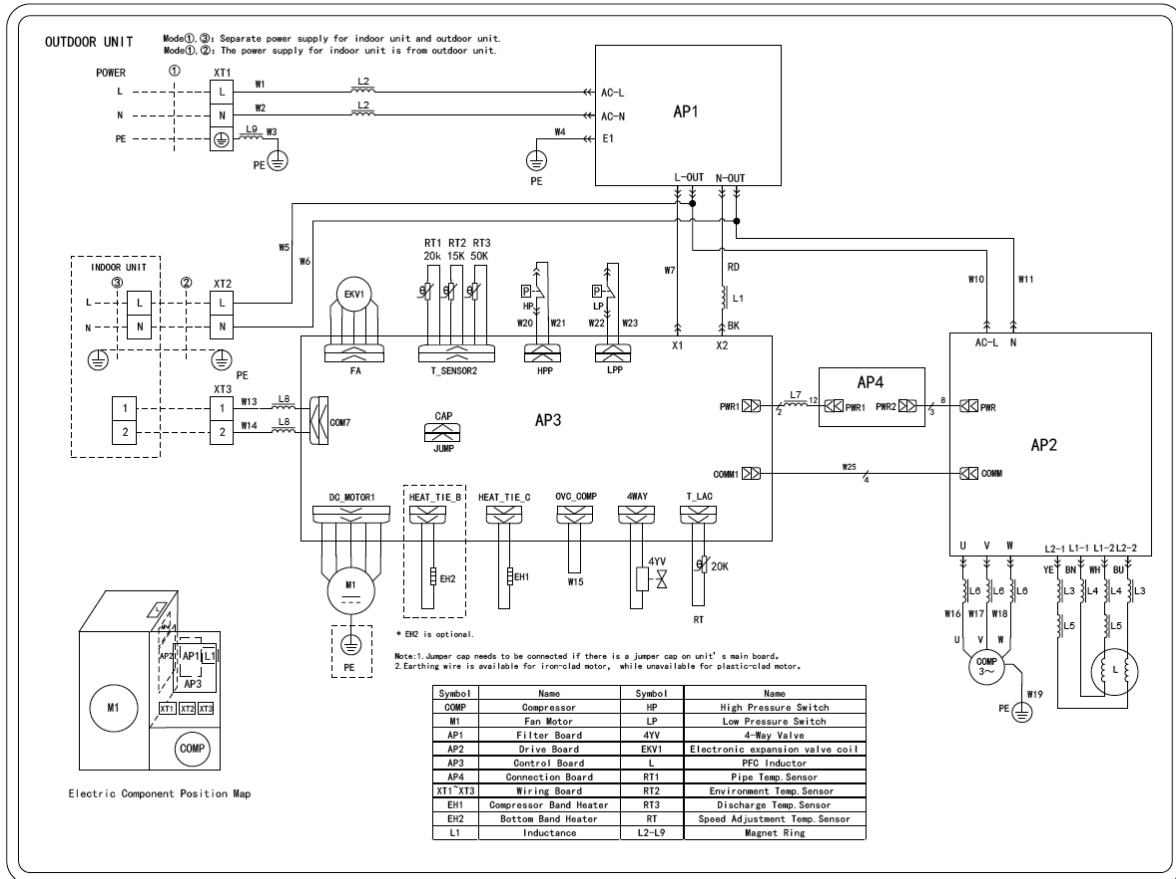 OUTDOOR UNIT
Mode①,③: Separate power supply for indoor unit and outdoor unit.
Mode①,②: The power supply for indoor unit is from outdoor unit.
POWER ① XT1
L L W1 L2 AC-L
N N W2 L2 AC-N
PE L9 W3 W4 E1
PE PE
AP1
L-OUT N-OUT
W5 W6
INDOOR UNIT
③ ② XT2
L L L
N N N
PE
XT3
1 1 W13 L8
2 2 W14 L8
COM7
EKV1
FA
RT1 RT2 RT3
20k 15K 50K
θ θ θ
T_SENSOR2
P HP
W20 W21
HPP
P LP
W22 W23
LPP
W7 RD
L1
BK
X1 X2
W10 W11
AC-L N
CAP
JUMP
AP3
PWR1 2 L7 12 PWR1
AP4
PWR2 3 8 PWR
COMM1 W25 4 COMM
AP2
DC_MOTOR1 HEAT_TIE_B HEAT_TIE_C OVC_COMP 4WAY T_LAC
M1
PE
EH2
EH1
W15
4YV
θ 20K
RT
U V W L2-1 L1-1 L1-2 L2-2
YE BN WH BU
L6 L6 L6 L3 L4 L4 L3
W16 W17 W18 L5 L5
U V W
COMP
3~
L
W19
PE
* EH2 is optional.
Note:1.Jumper cap needs to be connected if there is a jumper cap on unit's main board.
2.Earthing wire is available for iron-clad motor, while unavailable for plastic-clad motor.
L
AP4
AP2 AP1 L1
AP3
M1
XT1 XT2 XT3
COMP
Electric Component Position Map
Symbol Name Symbol Name
COMP Compressor HP High Pressure Switch
M1 Fan Motor LP Low Pressure Switch
AP1 Filter Board 4YV 4-Way Valve
AP2 Drive Board EKV1 Electronic expansion valve coil
AP3 Control Board L PFC Inductor
AP4 Connection Board RT1 Pipe Temp.Sensor
XT1~XT3 Wiring Board RT2 Environment Temp.Sensor
EH1 Compressor Band Heater RT3 Discharge Temp.Sensor
EH2 Bottom Band Heater RT Speed Adjustment Temp.Sensor
L1 Inductance L2-L9 Magnet Ring